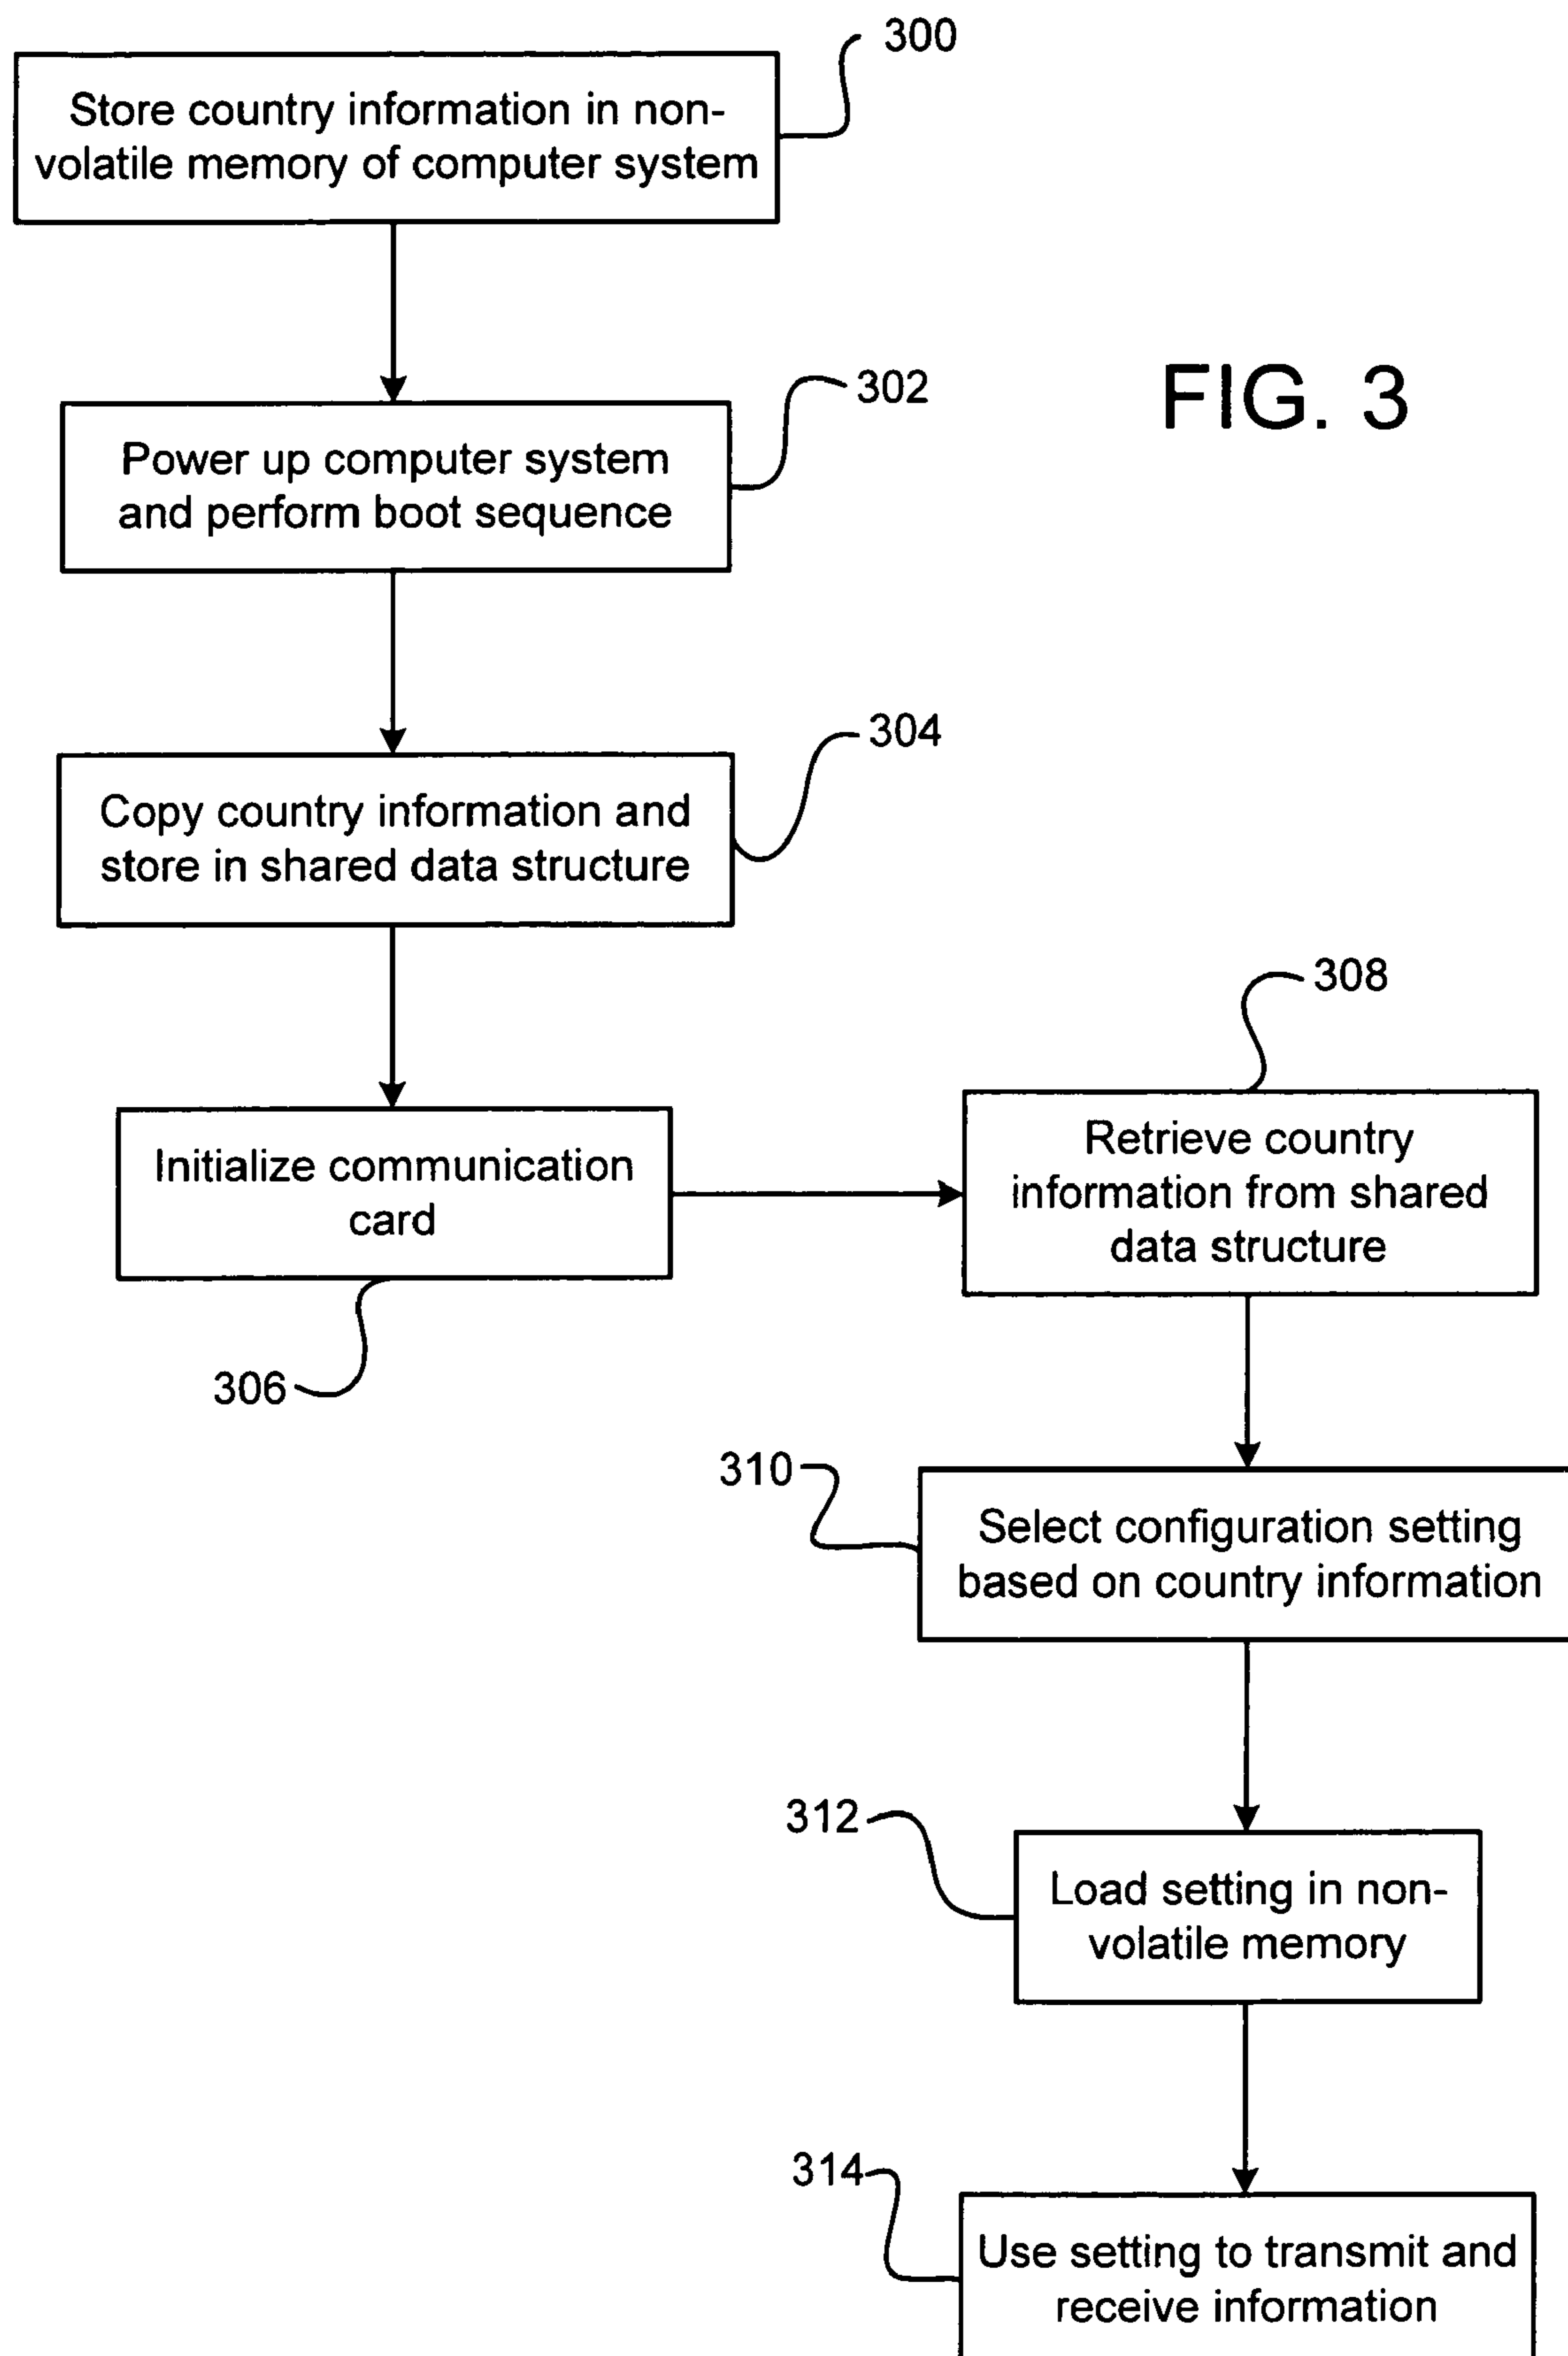 300
Store country information in non-
volatile memory of computer system
302
FIG. 3
Power up computer system
and perform boot sequence
304
Copy country information and
store in shared data structure
308
Initialize communication
card
306
Retrieve country
information from shared
data structure
310
Select configuration setting
based on country information
312
Load setting in non-
volatile memory
314
Use setting to transmit and
receive information